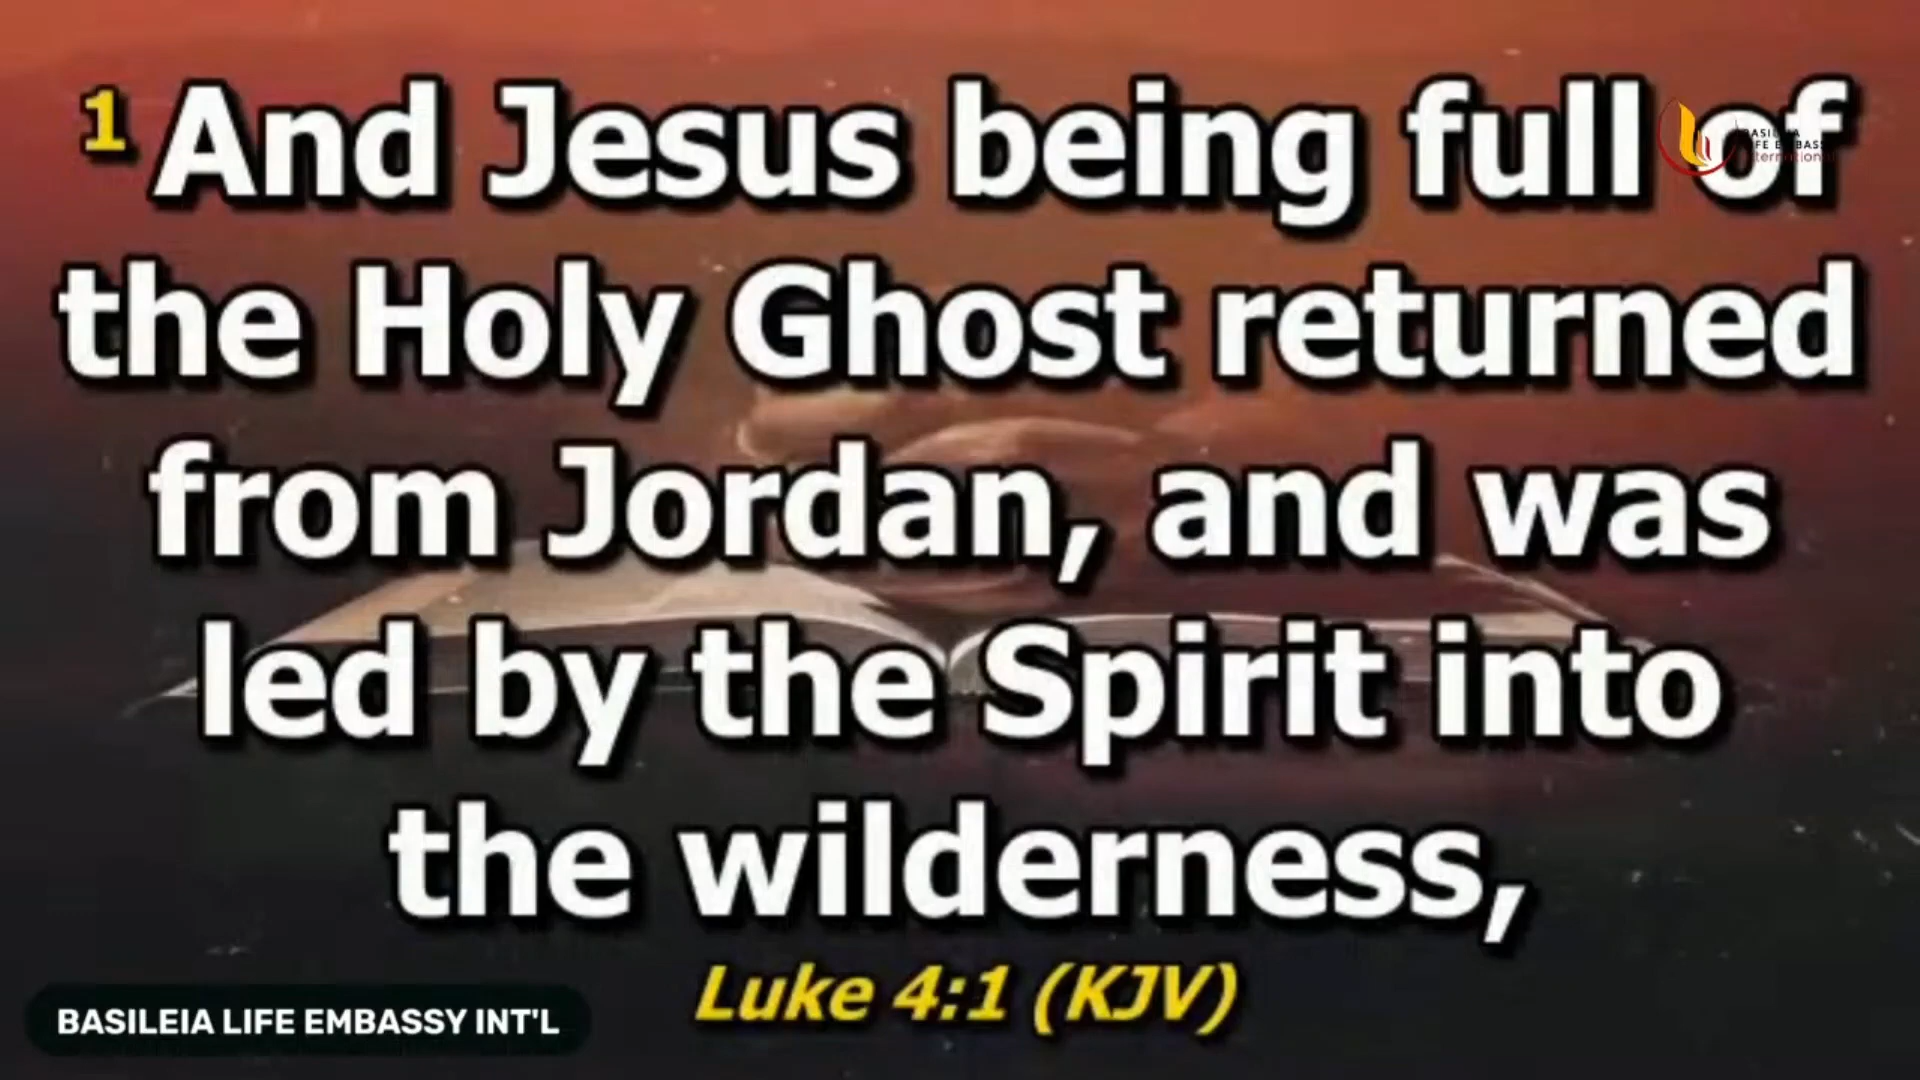 1 And Jesus being full of
the Holy Ghost returned
from Jordan, and was
led by the Spirit into
the wilderness,
Luke 4:1 (KJV)
BASILEIA LIFE EMBASSY INT'L